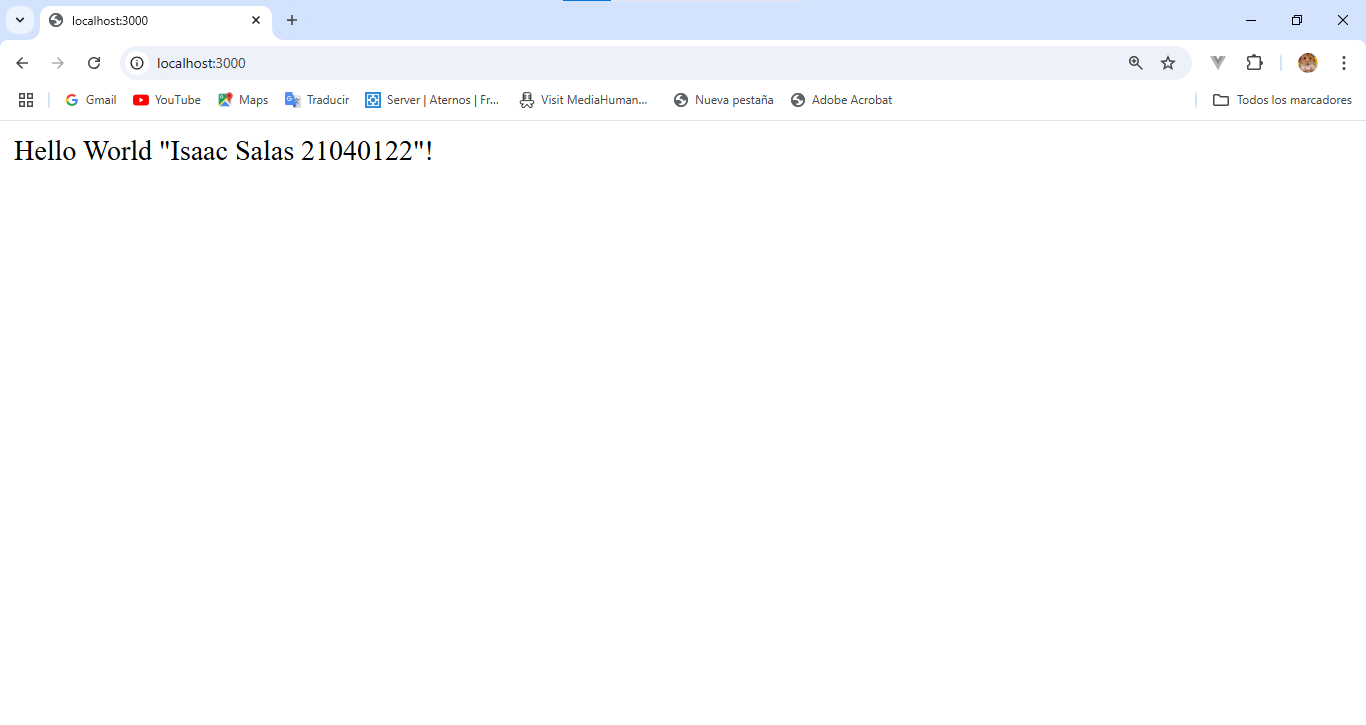 localhost:3000
localhost:3000
Gmail YouTube Maps Traducir Server | Aternos | Fr... Visit MediaHuman... Nueva pestaña Adobe Acrobat Todos los marcadores
Hello World "Isaac Salas 21040122"!